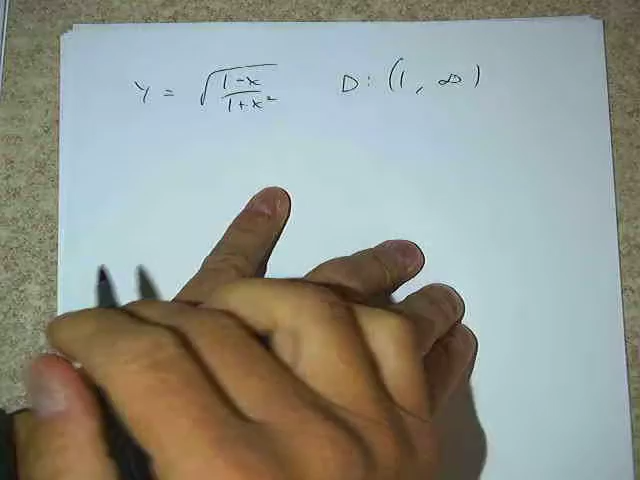 Y = √((1-x)/(1+x²)) D: (1, ∞)